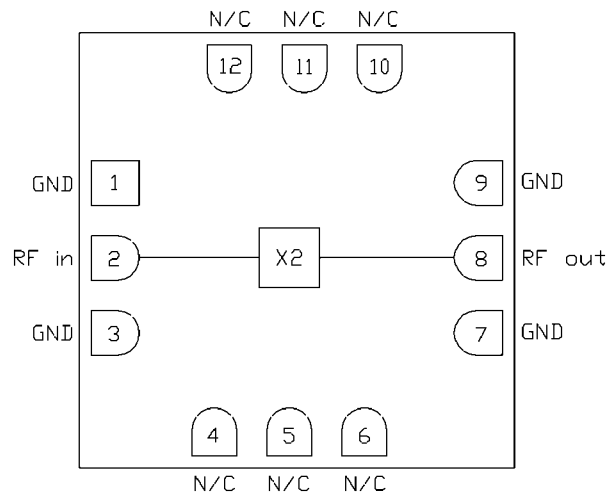 N/C N/C N/C
12 11 10
GND 1 9 GND
RF in 2 X2 8 RF out
GND 3 7 GND
4 5 6
N/C N/C N/C